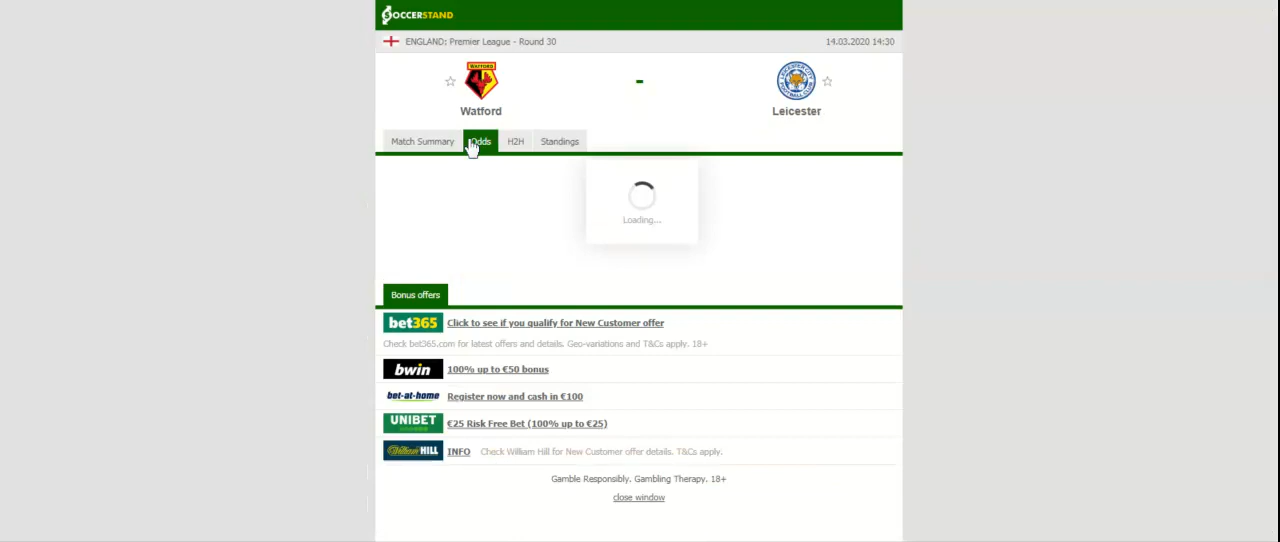 SOCCERSTAND
ENGLAND: Premier League - Round 30 14.03.2020 14:30
WATFORD
-
Watford Leicester
Match Summary Odds H2H Standings
Loading...
Bonus offers
bet365 Click to see if you qualify for New Customer offer
Check bet365.com for latest offers and details. Geo-variations and T&Cs apply. 18+
bwin 100% up to €50 bonus
bet-at-home Register now and cash in €100
UNIBET €25 Risk Free Bet (100% up to €25)
William HILL INFO Check William Hill for New Customer offer details. T&Cs apply.
Gamble Responsibly. Gambling Therapy. 18+
close window